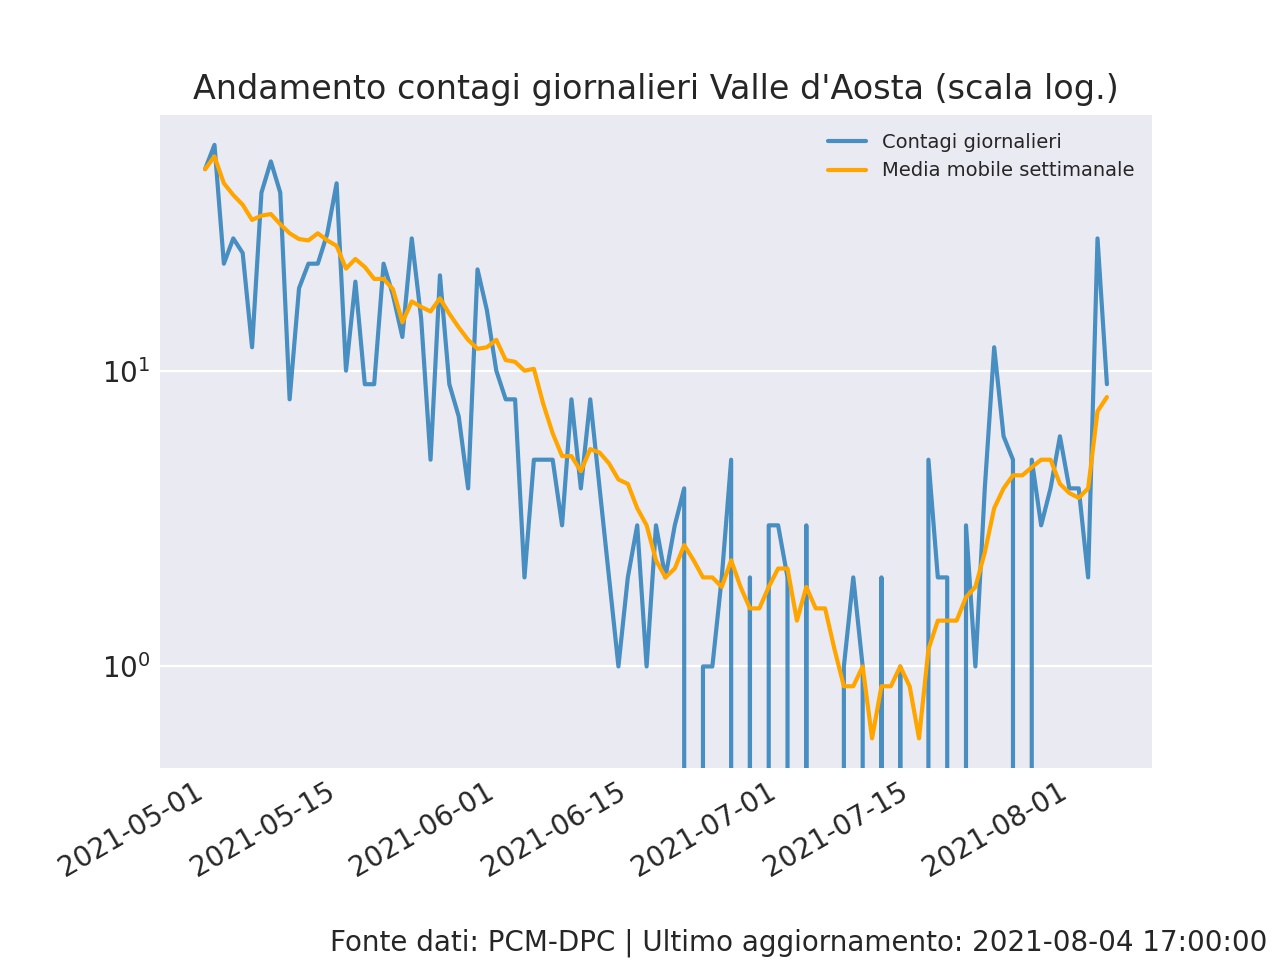 Andamento contagi giornalieri Valle d'Aosta (scala log.)
Contagi giornalieri
Media mobile settimanale
10¹
10⁰
2021-05-01
2021-05-15
2021-06-01
2021-06-15
2021-07-01
2021-07-15
2021-08-01
Fonte dati: PCM-DPC | Ultimo aggiornamento: 2021-08-04 17:00:00